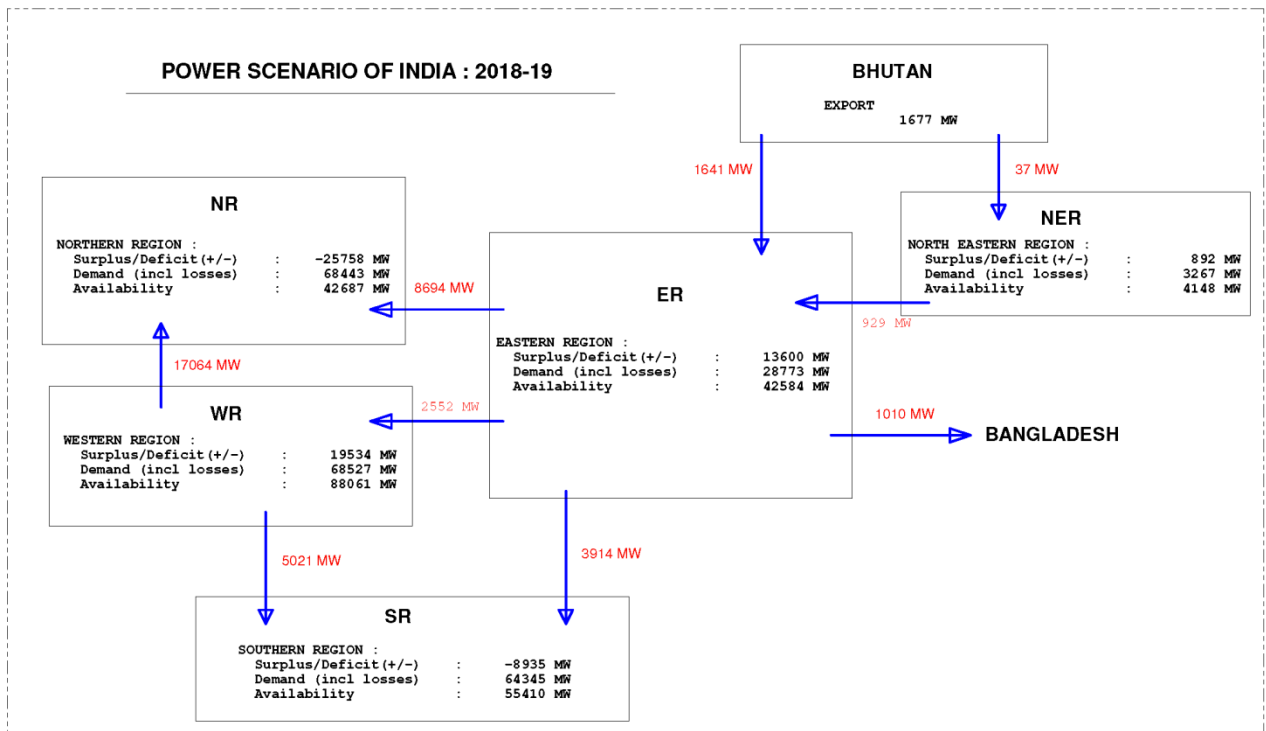 POWER SCENARIO OF INDIA : 2018-19
BHUTAN
EXPORT
1677 MW
1641 MW
37 MW
NR
NORTHERN REGION :
Surplus/Deficit(+/-) : -25758 MW
Demand (incl losses) : 68443 MW
Availability : 42687 MW
NER
NORTH EASTERN REGION :
Surplus/Deficit(+/-) : 892 MW
Demand (incl losses) : 3267 MW
Availability : 4148 MW
8694 MW
929 MW
ER
EASTERN REGION :
Surplus/Deficit(+/-) : 13600 MW
Demand (incl losses) : 28773 MW
Availability : 42584 MW
17064 MW
2552 MW
1010 MW
BANGLADESH
WR
WESTERN REGION :
Surplus/Deficit(+/-) : 19534 MW
Demand (incl losses) : 68527 MW
Availability : 88061 MW
5021 MW
3914 MW
SR
SOUTHERN REGION :
Surplus/Deficit(+/-) : -8935 MW
Demand (incl losses) : 64345 MW
Availability : 55410 MW